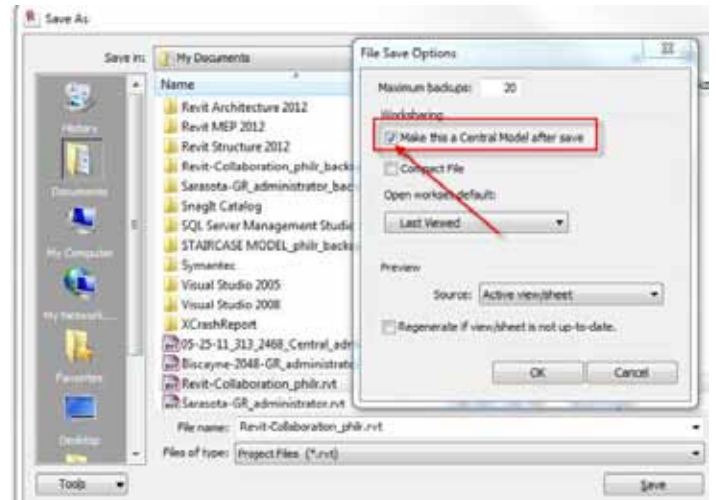 Save As
Save in:
My Documents
Name
Revit Architecture 2012
Revit MEP 2012
Revit Structure 2012
Revit-Collaboration_philr_backu
Sarasota-GR_administrator_bac
SnagIt Catalog
SQL Server Management Studio
STAIRCASE MODEL_philr_backu
Symantec
Visual Studio 2005
Visual Studio 2008
XCrashReport
05-25-11_313_2468_Central_adm
Biscayne-2048-GR_administrato
Revit-Collaboration_philr.rvt
Sarasota-GR_administrator.rvt
History
Documents
My Computer
My Network...
Favorites
Desktop
File name:
Revit-Collaboration_philr.rvt
Files of type:
Project Files (*.rvt)
Tools
Save
File Save Options
Maximum backups:
20
Worksharing
Make this a Central Model after save
Compact File
Open workset default:
Last Viewed
Preview
Source:
Active view/sheet
Regenerate if view/sheet is not up-to-date.
OK
Cancel